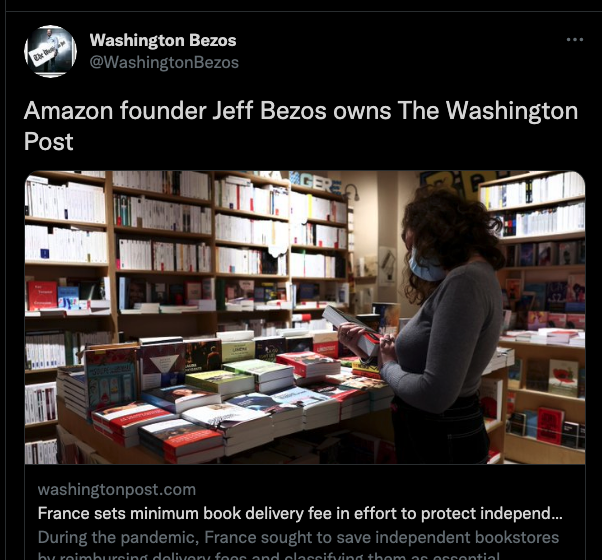 Washington Bezos
@WashingtonBezos
Amazon founder Jeff Bezos owns The Washington
Post
washingtonpost.com
France sets minimum book delivery fee in effort to protect independ...
During the pandemic, France sought to save independent bookstores
by reimbursing delivery fees and classifying them as essential